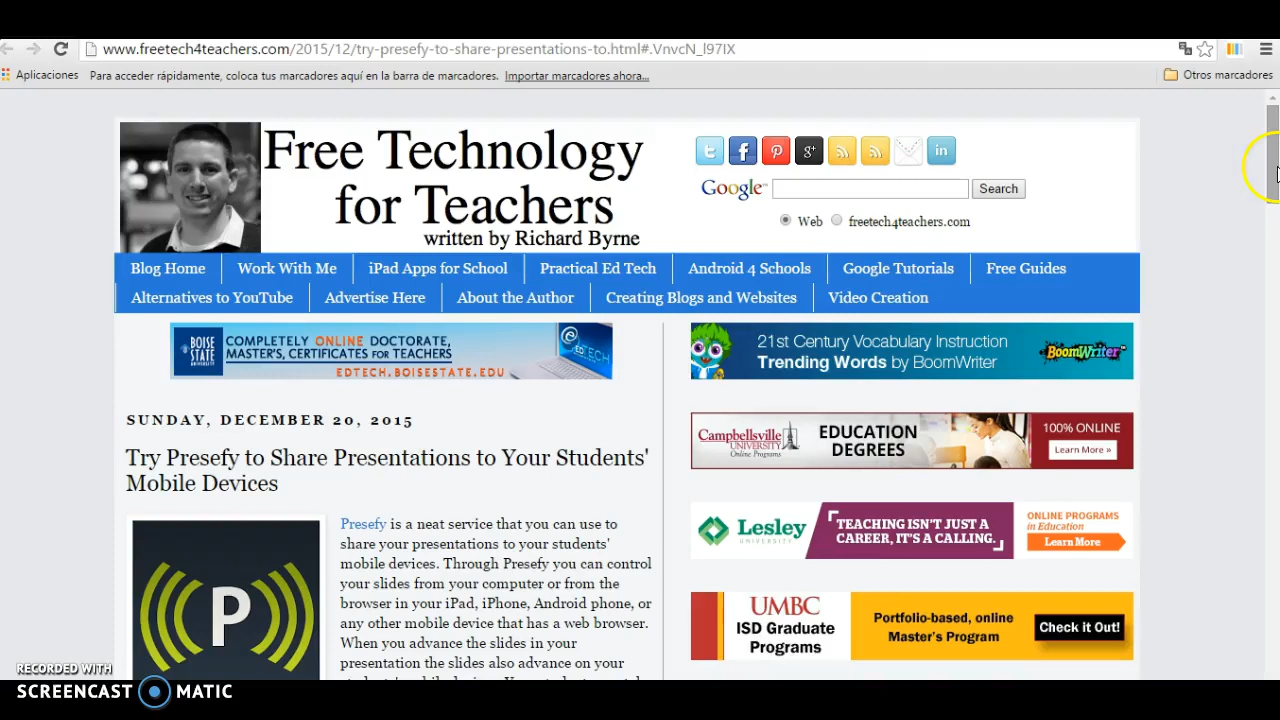 www.freetech4teachers.com/2015/12/try-presefy-to-share-presentations-to.html#.VnvcN_l97IX
Aplicaciones Para acceder rápidamente, coloca tus marcadores aquí en la barra de marcadores. Importar marcadores ahora... Otros marcadores
Free Technology
for Teachers
written by Richard Byrne
Google™ Search
Web freetech4teachers.com
Blog Home Work With Me iPad Apps for School Practical Ed Tech Android 4 Schools Google Tutorials Free Guides
Alternatives to YouTube Advertise Here About the Author Creating Blogs and Websites Video Creation
BOISE STATE UNIVERSITY
COMPLETELY ONLINE DOCTORATE,
MASTER'S, CERTIFICATES FOR TEACHERS
EDTECH.BOISESTATE.EDU
e EDTECH
21st Century Vocabulary Instruction
Trending Words by BoomWriter
BOOMWRITER™
SUNDAY, DECEMBER 20, 2015
Try Presefy to Share Presentations to Your Students'
Mobile Devices
CAMPBELLSVILLE
UNIVERSITY
Online Programs
EDUCATION
DEGREES
100% ONLINE
Learn More »
P
Presefy is a neat service that you can use to
share your presentations to your students'
mobile devices. Through Presefy you can control
your slides from your computer or from the
browser in your iPad, iPhone, Android phone, or
any other mobile device that has a web browser.
When you advance the slides in your
presentation the slides also advance on your
LESLEY
UNIVERSITY
TEACHING ISN'T JUST A
CAREER, IT'S A CALLING.
ONLINE PROGRAMS
in Education
Learn More
UMBC
ISD Graduate
Programs
Portfolio-based, online
Master's Program
Check it Out!
RECORDED WITH
SCREENCAST MATIC